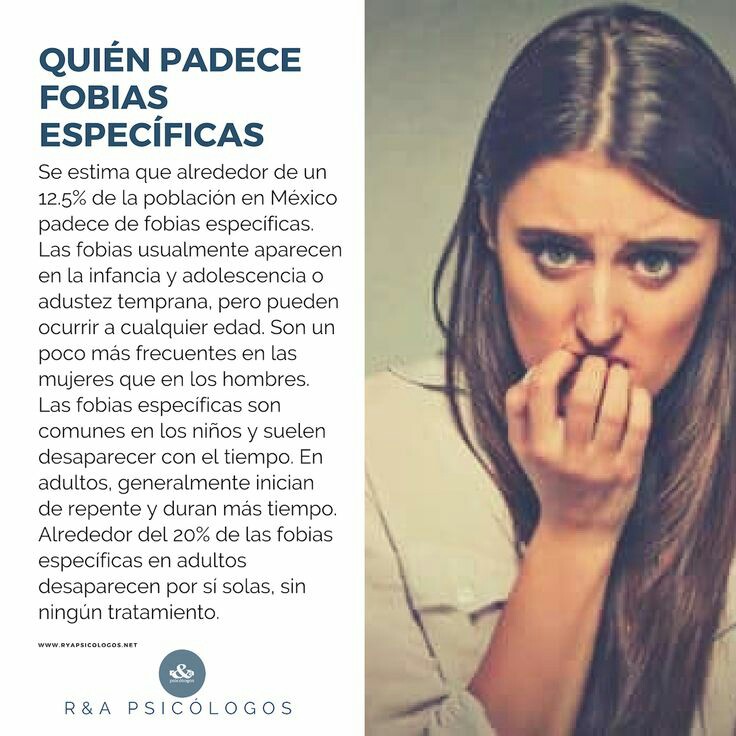 QUIÉN PADECE
FOBIAS
ESPECÍFICAS
Se estima que alrededor de un
12.5% de la población en México
padece de fobias específicas.
Las fobias usualmente aparecen
en la infancia y adolescencia o
adustez temprana, pero pueden
ocurrir a cualquier edad. Son un
poco más frecuentes en las
mujeres que en los hombres.
Las fobias específicas son
comunes en los niños y suelen
desaparecer con el tiempo. En
adultos, generalmente inician
de repente y duran más tiempo.
Alrededor del 20% de las fobias
específicas en adultos
desaparecen por sí solas, sin
ningún tratamiento.
WWW.RYAPSICOLOGOS.NET
&
psicólogos
R&A PSICÓLOGOS